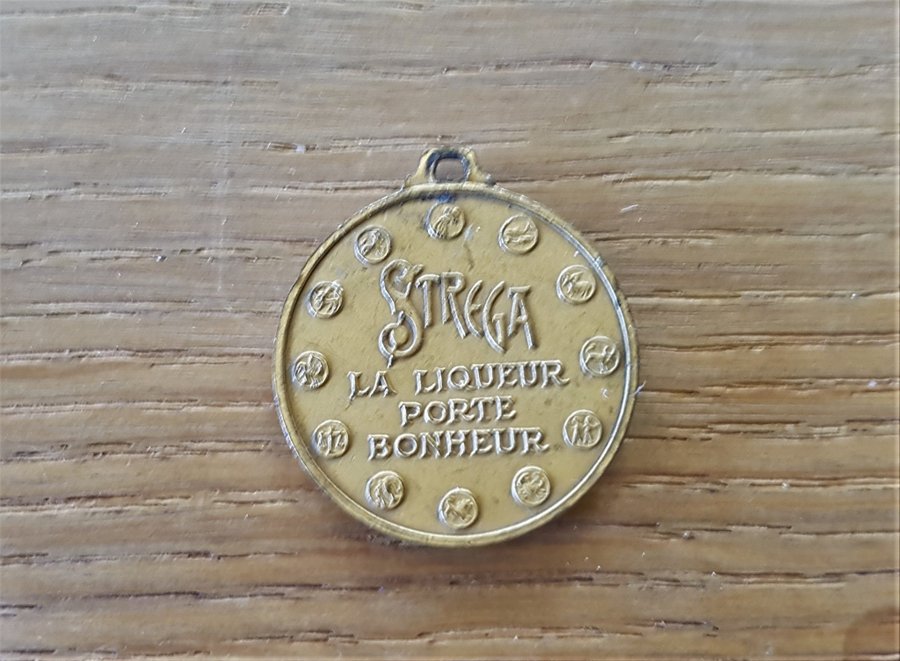 STREGA
LA LIQUEUR
PORTE
BONHEUR